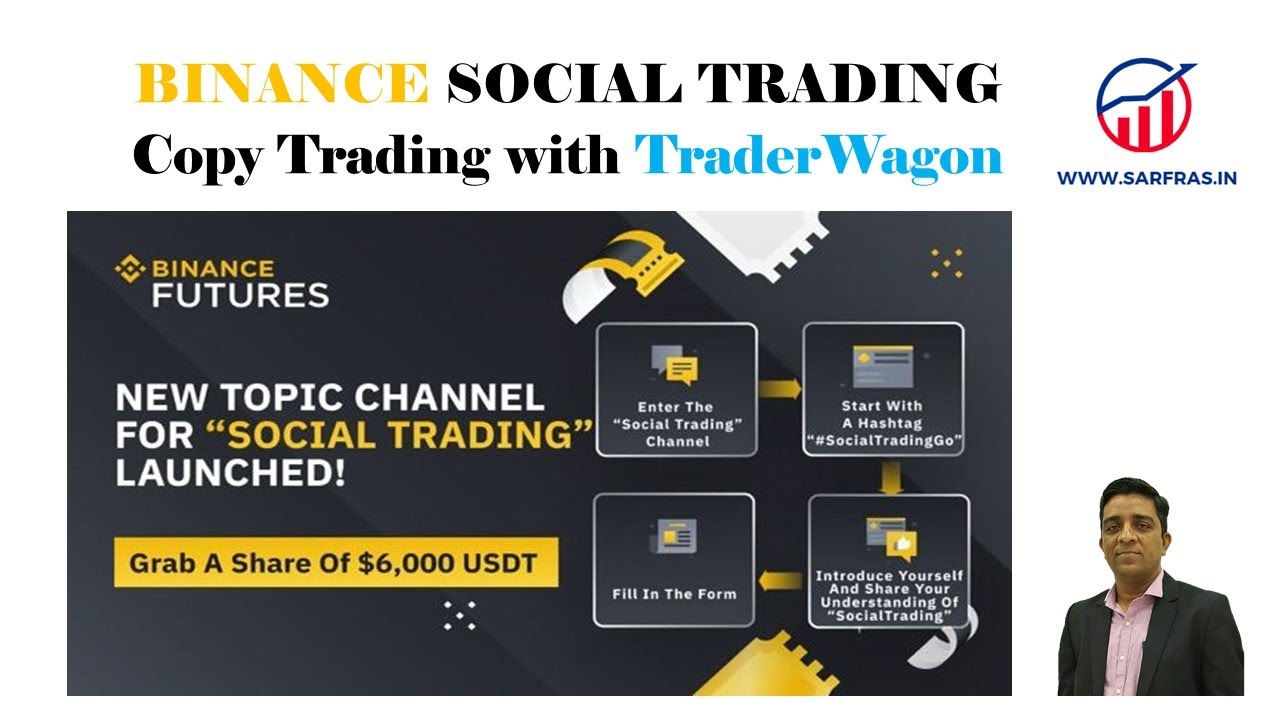 BINANCE SOCIAL TRADING
Copy Trading with TraderWagon
WWW.SARFRAS.IN
BINANCE
FUTURES
NEW TOPIC CHANNEL
FOR “SOCIAL TRADING”
LAUNCHED!
Grab A Share Of $6,000 USDT
Enter The
“Social Trading”
Channel
Start With
A Hashtag
“#SocialTradingGo”
Introduce Yourself
And Share Your
Understanding Of
“SocialTrading”
Fill In The Form